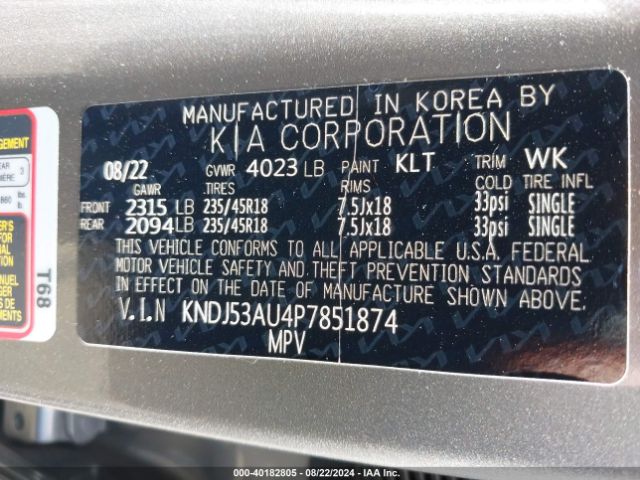 MANUFACTURED IN KOREA BY
KIA CORPORATION
08/22 GVWR 4023 LB PAINT KLT TRIM WK
GAWR TIRES RIMS COLD TIRE INFL
FRONT 2315 LB 235/45R18 7.5Jx18 33psi SINGLE
REAR 2094 LB 235/45R18 7.5Jx18 33psi SINGLE
THIS VEHICLE CONFORMS TO ALL APPLICABLE U.S.A. FEDERAL
MOTOR VEHICLE SAFETY AND THEFT PREVENTION STANDARDS
IN EFFECT ON THE DATE OF MANUFACTURE SHOWN ABOVE.
V.I.N KNDJ53AU4P7851874
MPV
3
860
lbs.
T68
000-40182805 - 08/22/2024 - IAA Inc.